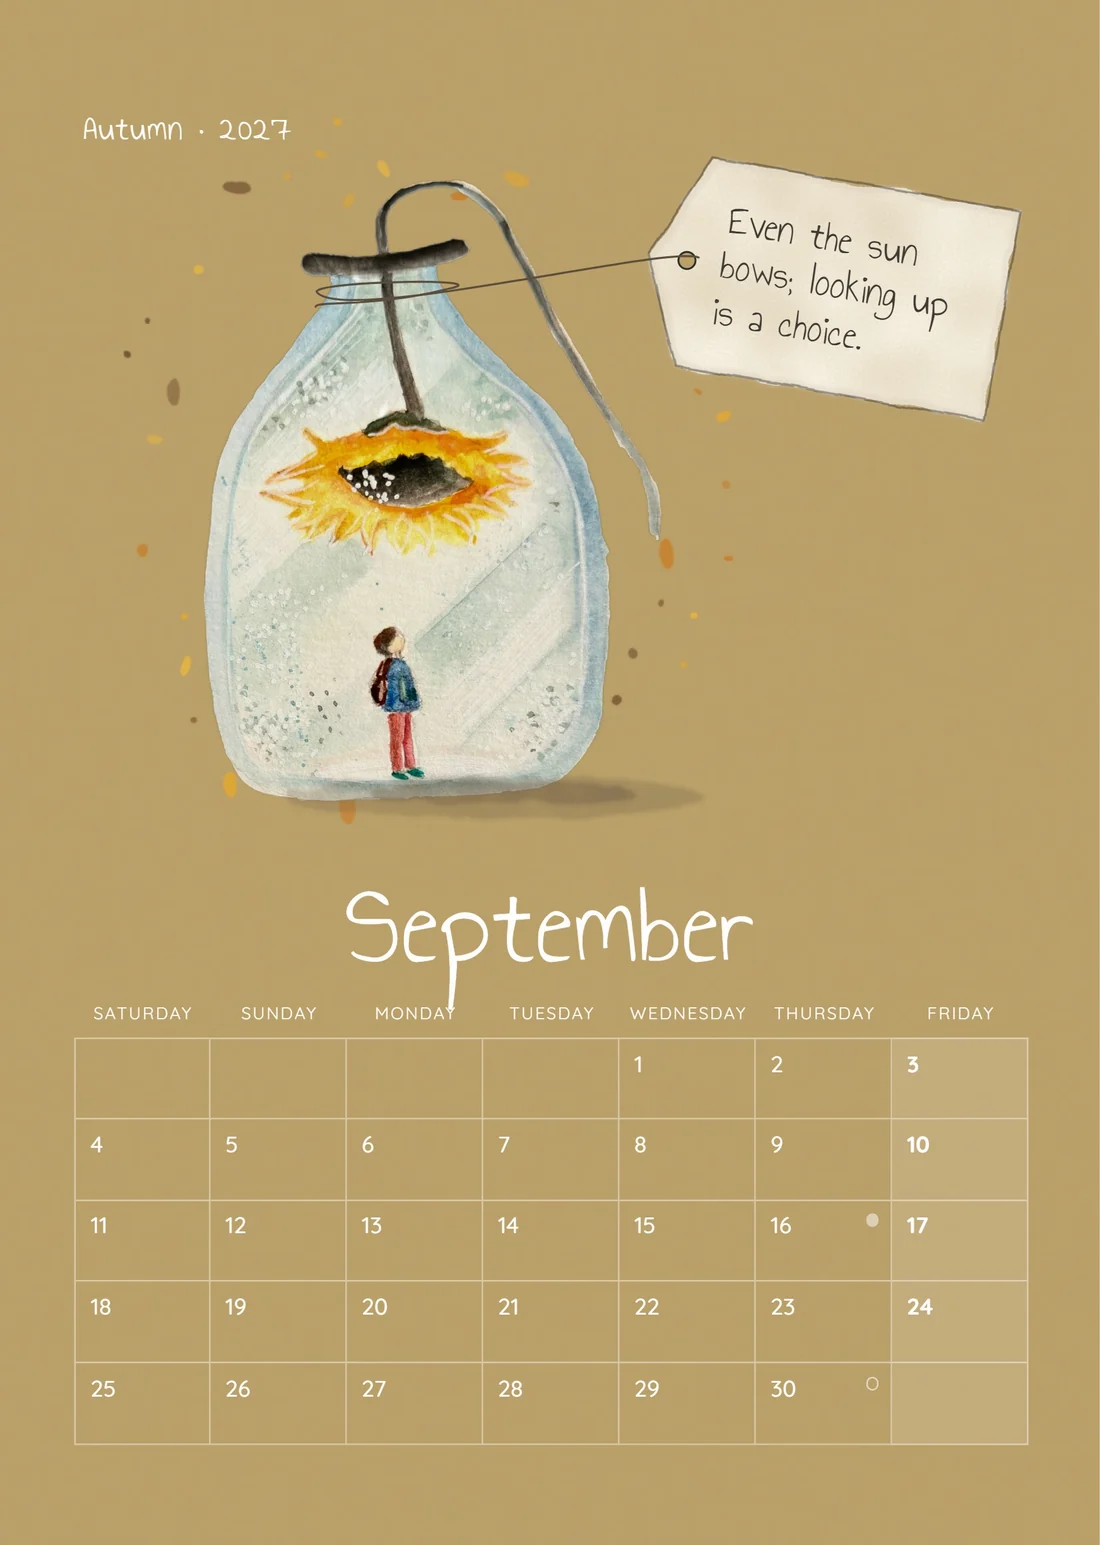 Autumn · 2027
Even the sun
bows; looking up
is a choice.
September
SATURDAY SUNDAY MONDAY TUESDAY WEDNESDAY THURSDAY FRIDAY
1 2 3
4 5 6 7 8 9 10
11 12 13 14 15 16 17
18 19 20 21 22 23 24
25 26 27 28 29 30